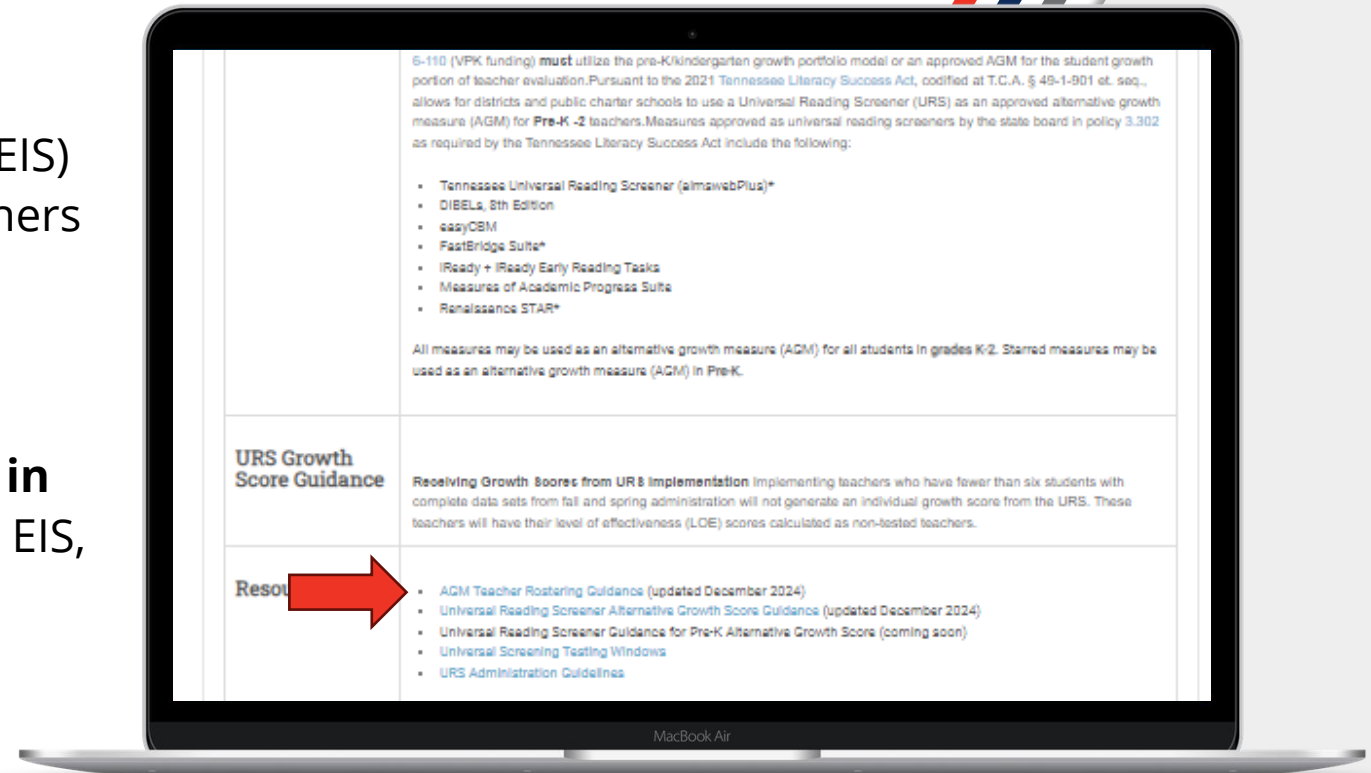 EIS)
ners
in
EIS,
6-110 (VPK funding) must utilize the pre-K/kindergarten growth portfolio model or an approved AGM for the student growth
portion of teacher evaluation.Pursuant to the 2021 Tennessee Literacy Success Act, codified at T.C.A. § 49-1-901 et. seq.,
allows for districts and public charter schools to use a Universal Reading Screener (URS) as an approved alternative growth
measure (AGM) for Pre-K -2 teachers.Measures approved as universal reading screeners by the state board in policy 3.302
as required by the Tennessee Literacy Success Act include the following:
Tennessee Universal Reading Screener (aimswebPlus)*
DIBELs, 8th Edition
easyCBM
FastBridge Suite*
iReady + iReady Early Reading Tasks
Measures of Academic Progress Suite
Renaissance STAR*
All measures may be used as an alternative growth measure (AGM) for all students in grades K-2. Starred measures may be
used as an alternative growth measure (AGM) in Pre-K.
URS Growth
Score Guidance
Receiving Growth Scores from URS Implementation Implementing teachers who have fewer than six students with
complete data sets from fall and spring administration will not generate an individual growth score from the URS. These
teachers will have their level of effectiveness (LOE) scores calculated as non-tested teachers.
Resou
AGM Teacher Rostering Guidance (updated December 2024)
Universal Reading Screener Alternative Growth Score Guidance (updated December 2024)
Universal Reading Screener Guidance for Pre-K Alternative Growth Score (coming soon)
Universal Screening Testing Windows
URS Administration Guidelines
MacBook Air